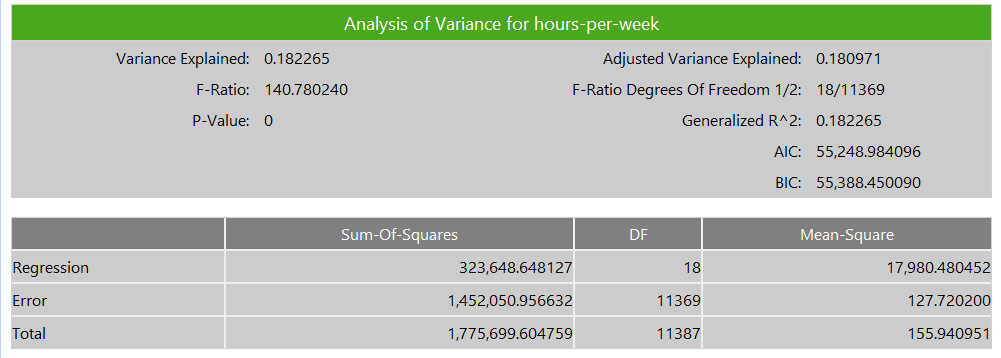 Analysis of Variance for hours-per-week
Variance Explained: 0.182265 Adjusted Variance Explained: 0.180971
F-Ratio: 140.780240 F-Ratio Degrees Of Freedom 1/2: 18/11369
P-Value: 0 Generalized R^2: 0.182265
AIC: 55,248.984096
BIC: 55,388.450090
Sum-Of-Squares DF Mean-Square
Regression 323,648.648127 18 17,980.480452
Error 1,452,050.956632 11369 127.720200
Total 1,775,699.604759 11387 155.940951